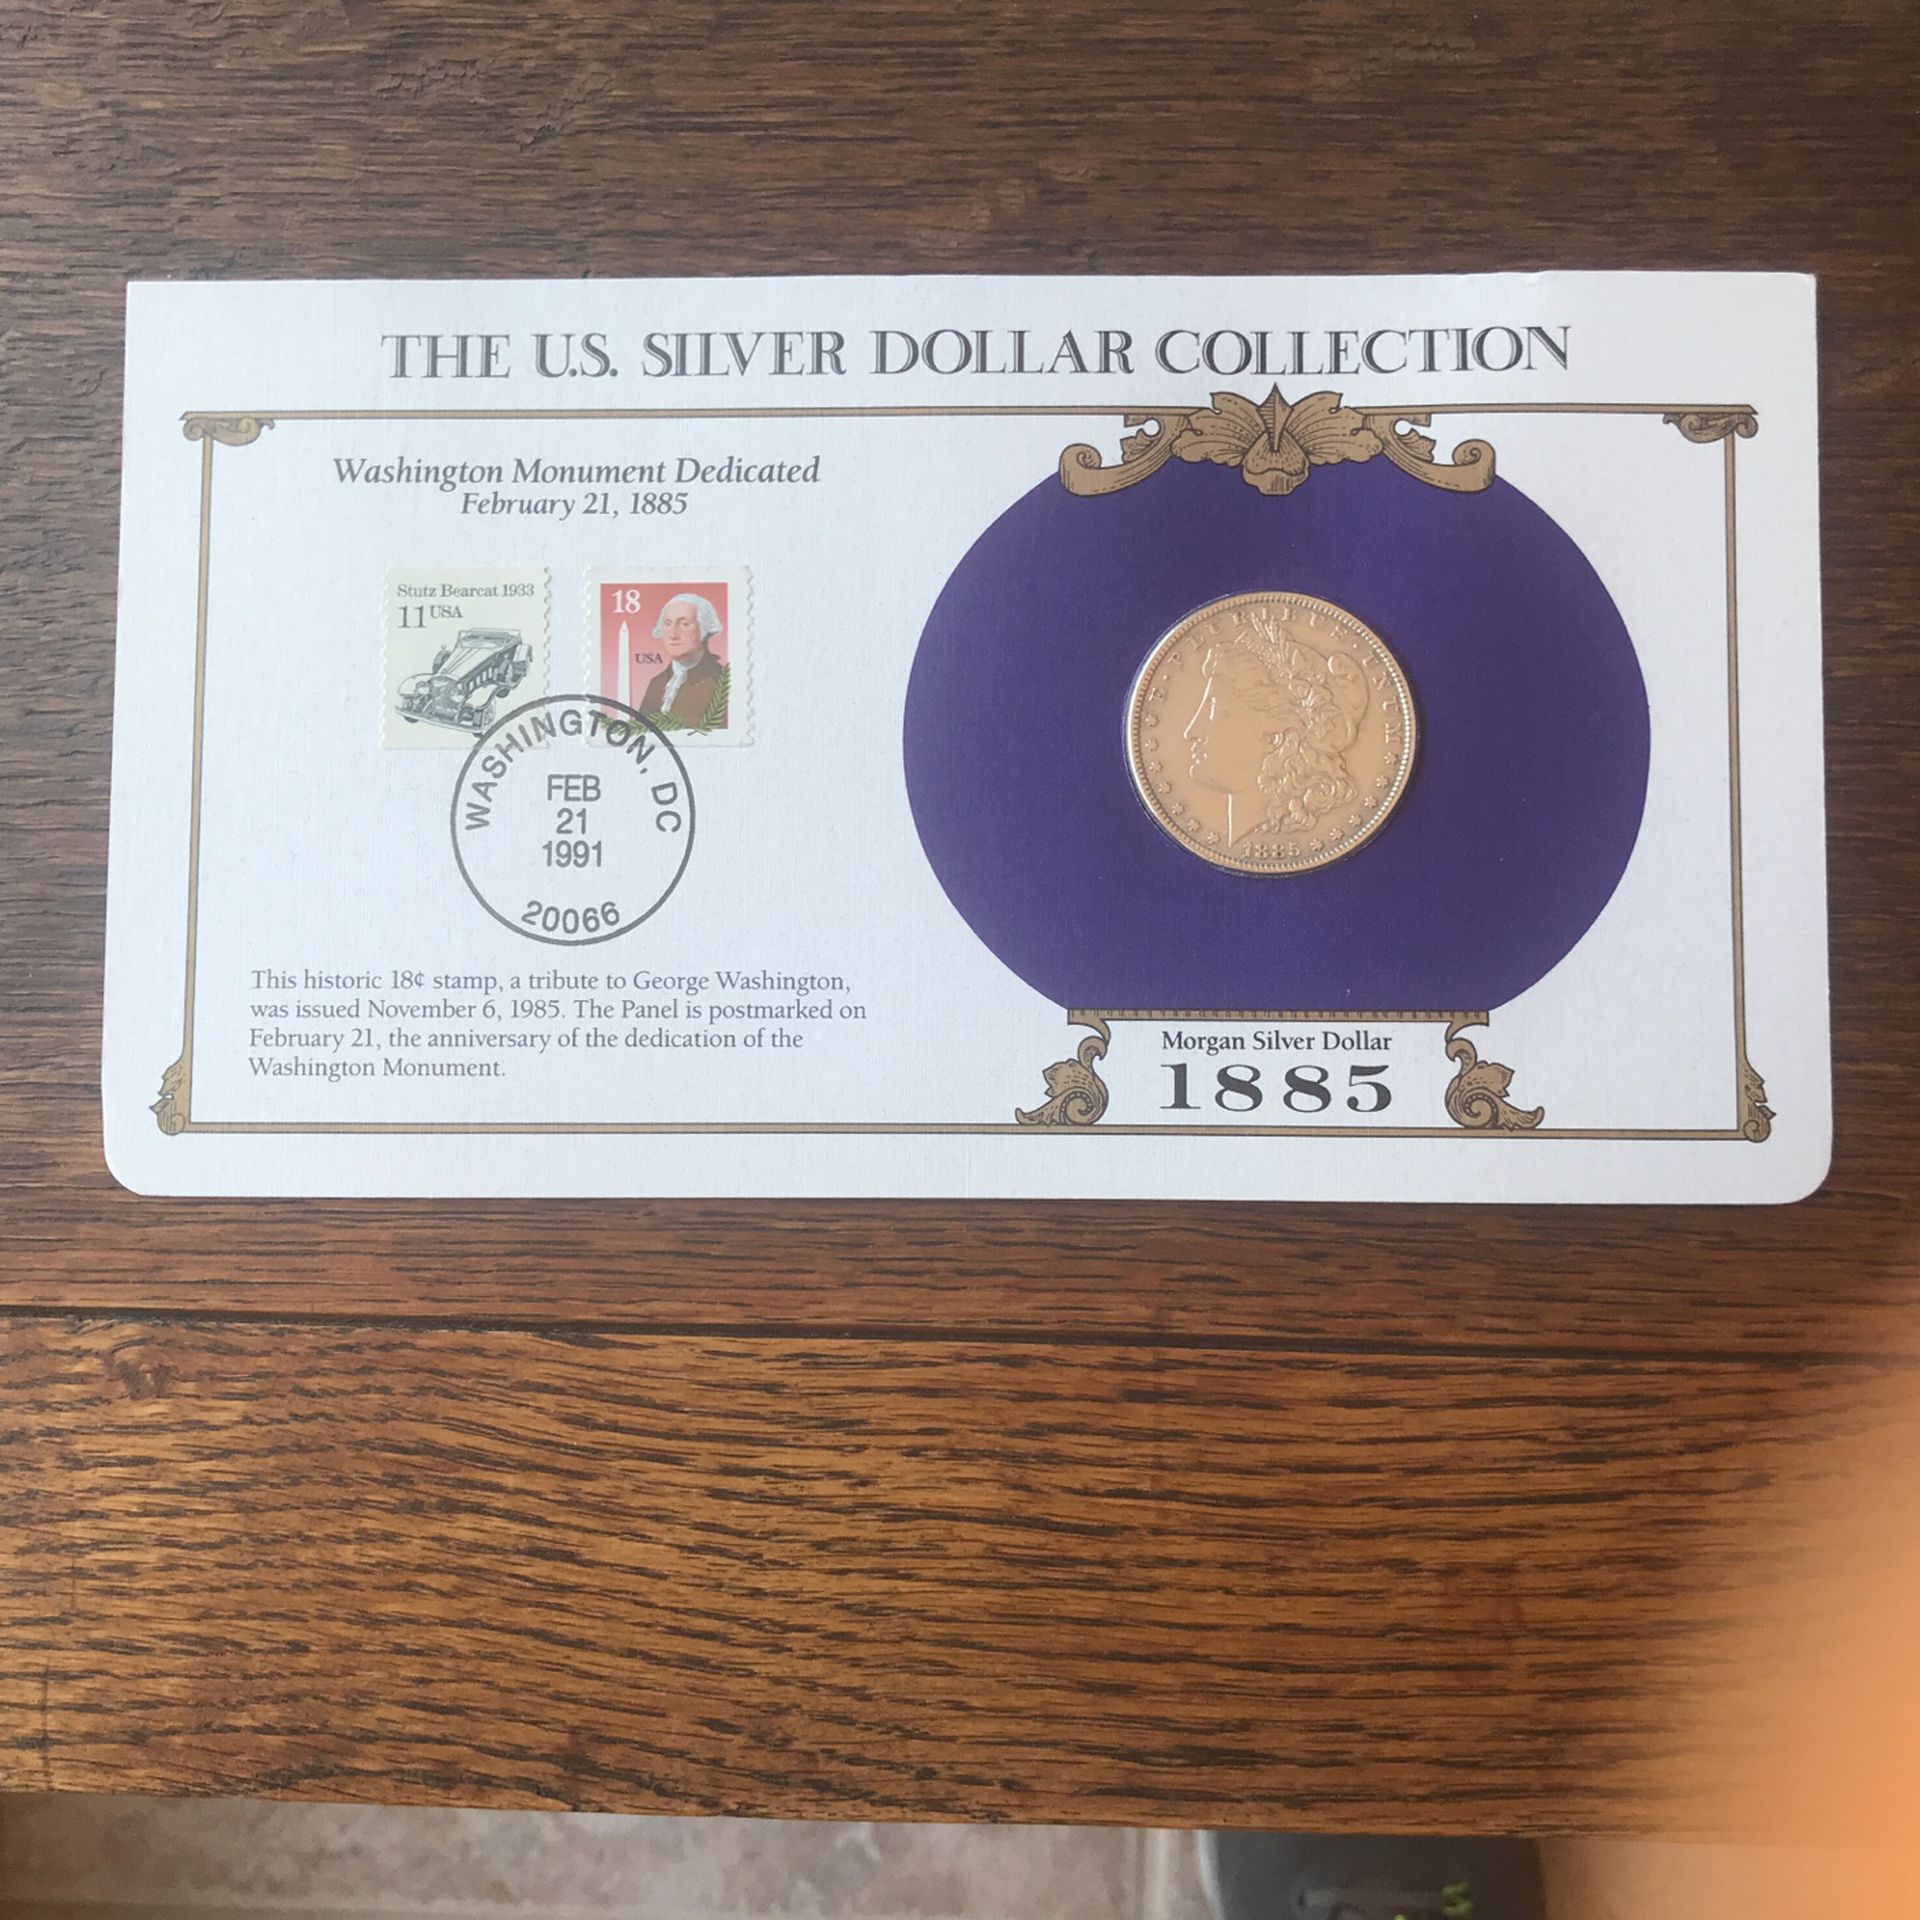 THE U.S. SILVER DOLLAR COLLECTION
Washington Monument Dedicated
February 21, 1885
Stutz Bearcat 1933
11 USA
18
USA
WASHINGTON, DC
FEB
21
1991
20066
This historic 18¢ stamp, a tribute to George Washington,
was issued November 6, 1985. The Panel is postmarked on
February 21, the anniversary of the dedication of the
Washington Monument.
E·PLURIBUS·UNUM
1885
Morgan Silver Dollar
1885